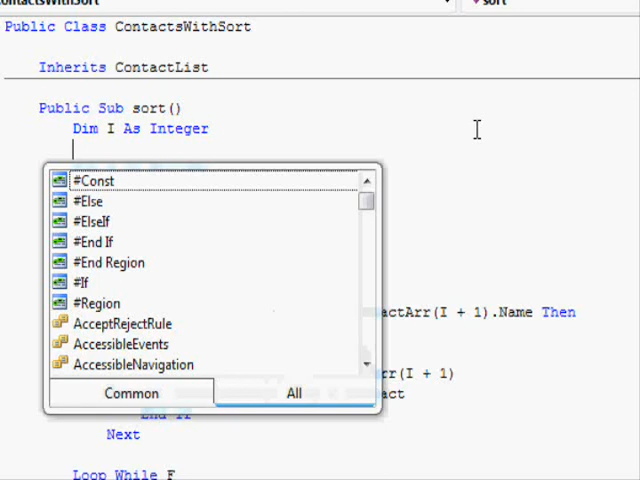 ContactsWithSort sort
Public Class ContactsWithSort
Inherits ContactList
Public Sub sort()
Dim I As Integer
#Const
#Else
#ElseIf
#End If
#End Region
#If
#Region
AcceptRejectRule
AccessibleEvents
AccessibleNavigation
Common All
actArr(I + 1).Name Then
rr(I + 1)
ct
End If
Next
Loop While F